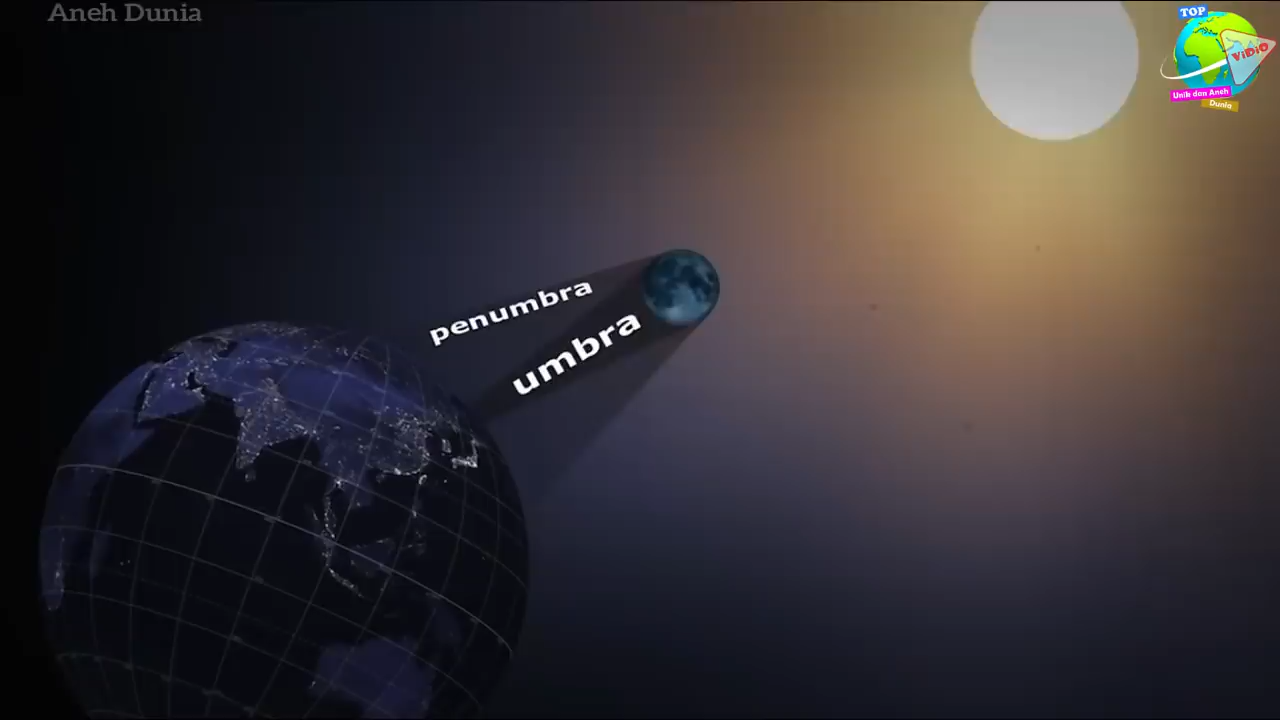 Aneh Dunia
TOP
ViDiO
Unik dan Aneh
Dunia
penumbra
umbra